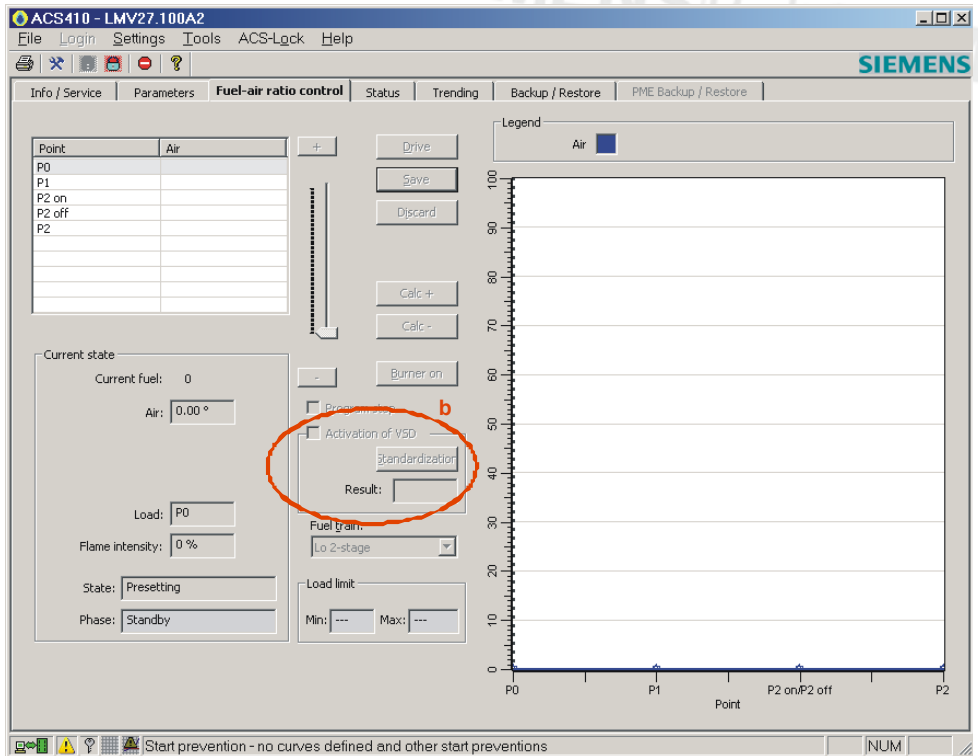 ACS410 - LMV27.100A2
File Login Settings Tools ACS-Lock Help
SIEMENS
Info / Service Parameters Fuel-air ratio control Status Trending Backup / Restore PME Backup / Restore
Point Air
P0
P1
P2 on
P2 off
P2
+
-
Drive
Save
Discard
Calc +
Calc -
Burner on
Program stop
b
Activation of VSD
Standardization
Result:
Fuel train:
Lo 2-stage
Load limit
Min: --- Max: ---
Current state
Current fuel: 0
Air: 0.00 °
Load: P0
Flame intensity: 0 %
State: Presetting
Phase: Standby
Legend
Air
100
90
80
70
60
50
40
30
20
10
0
P0 P1 P2 on/P2 off P2
Point
Start prevention - no curves defined and other start preventions NUM